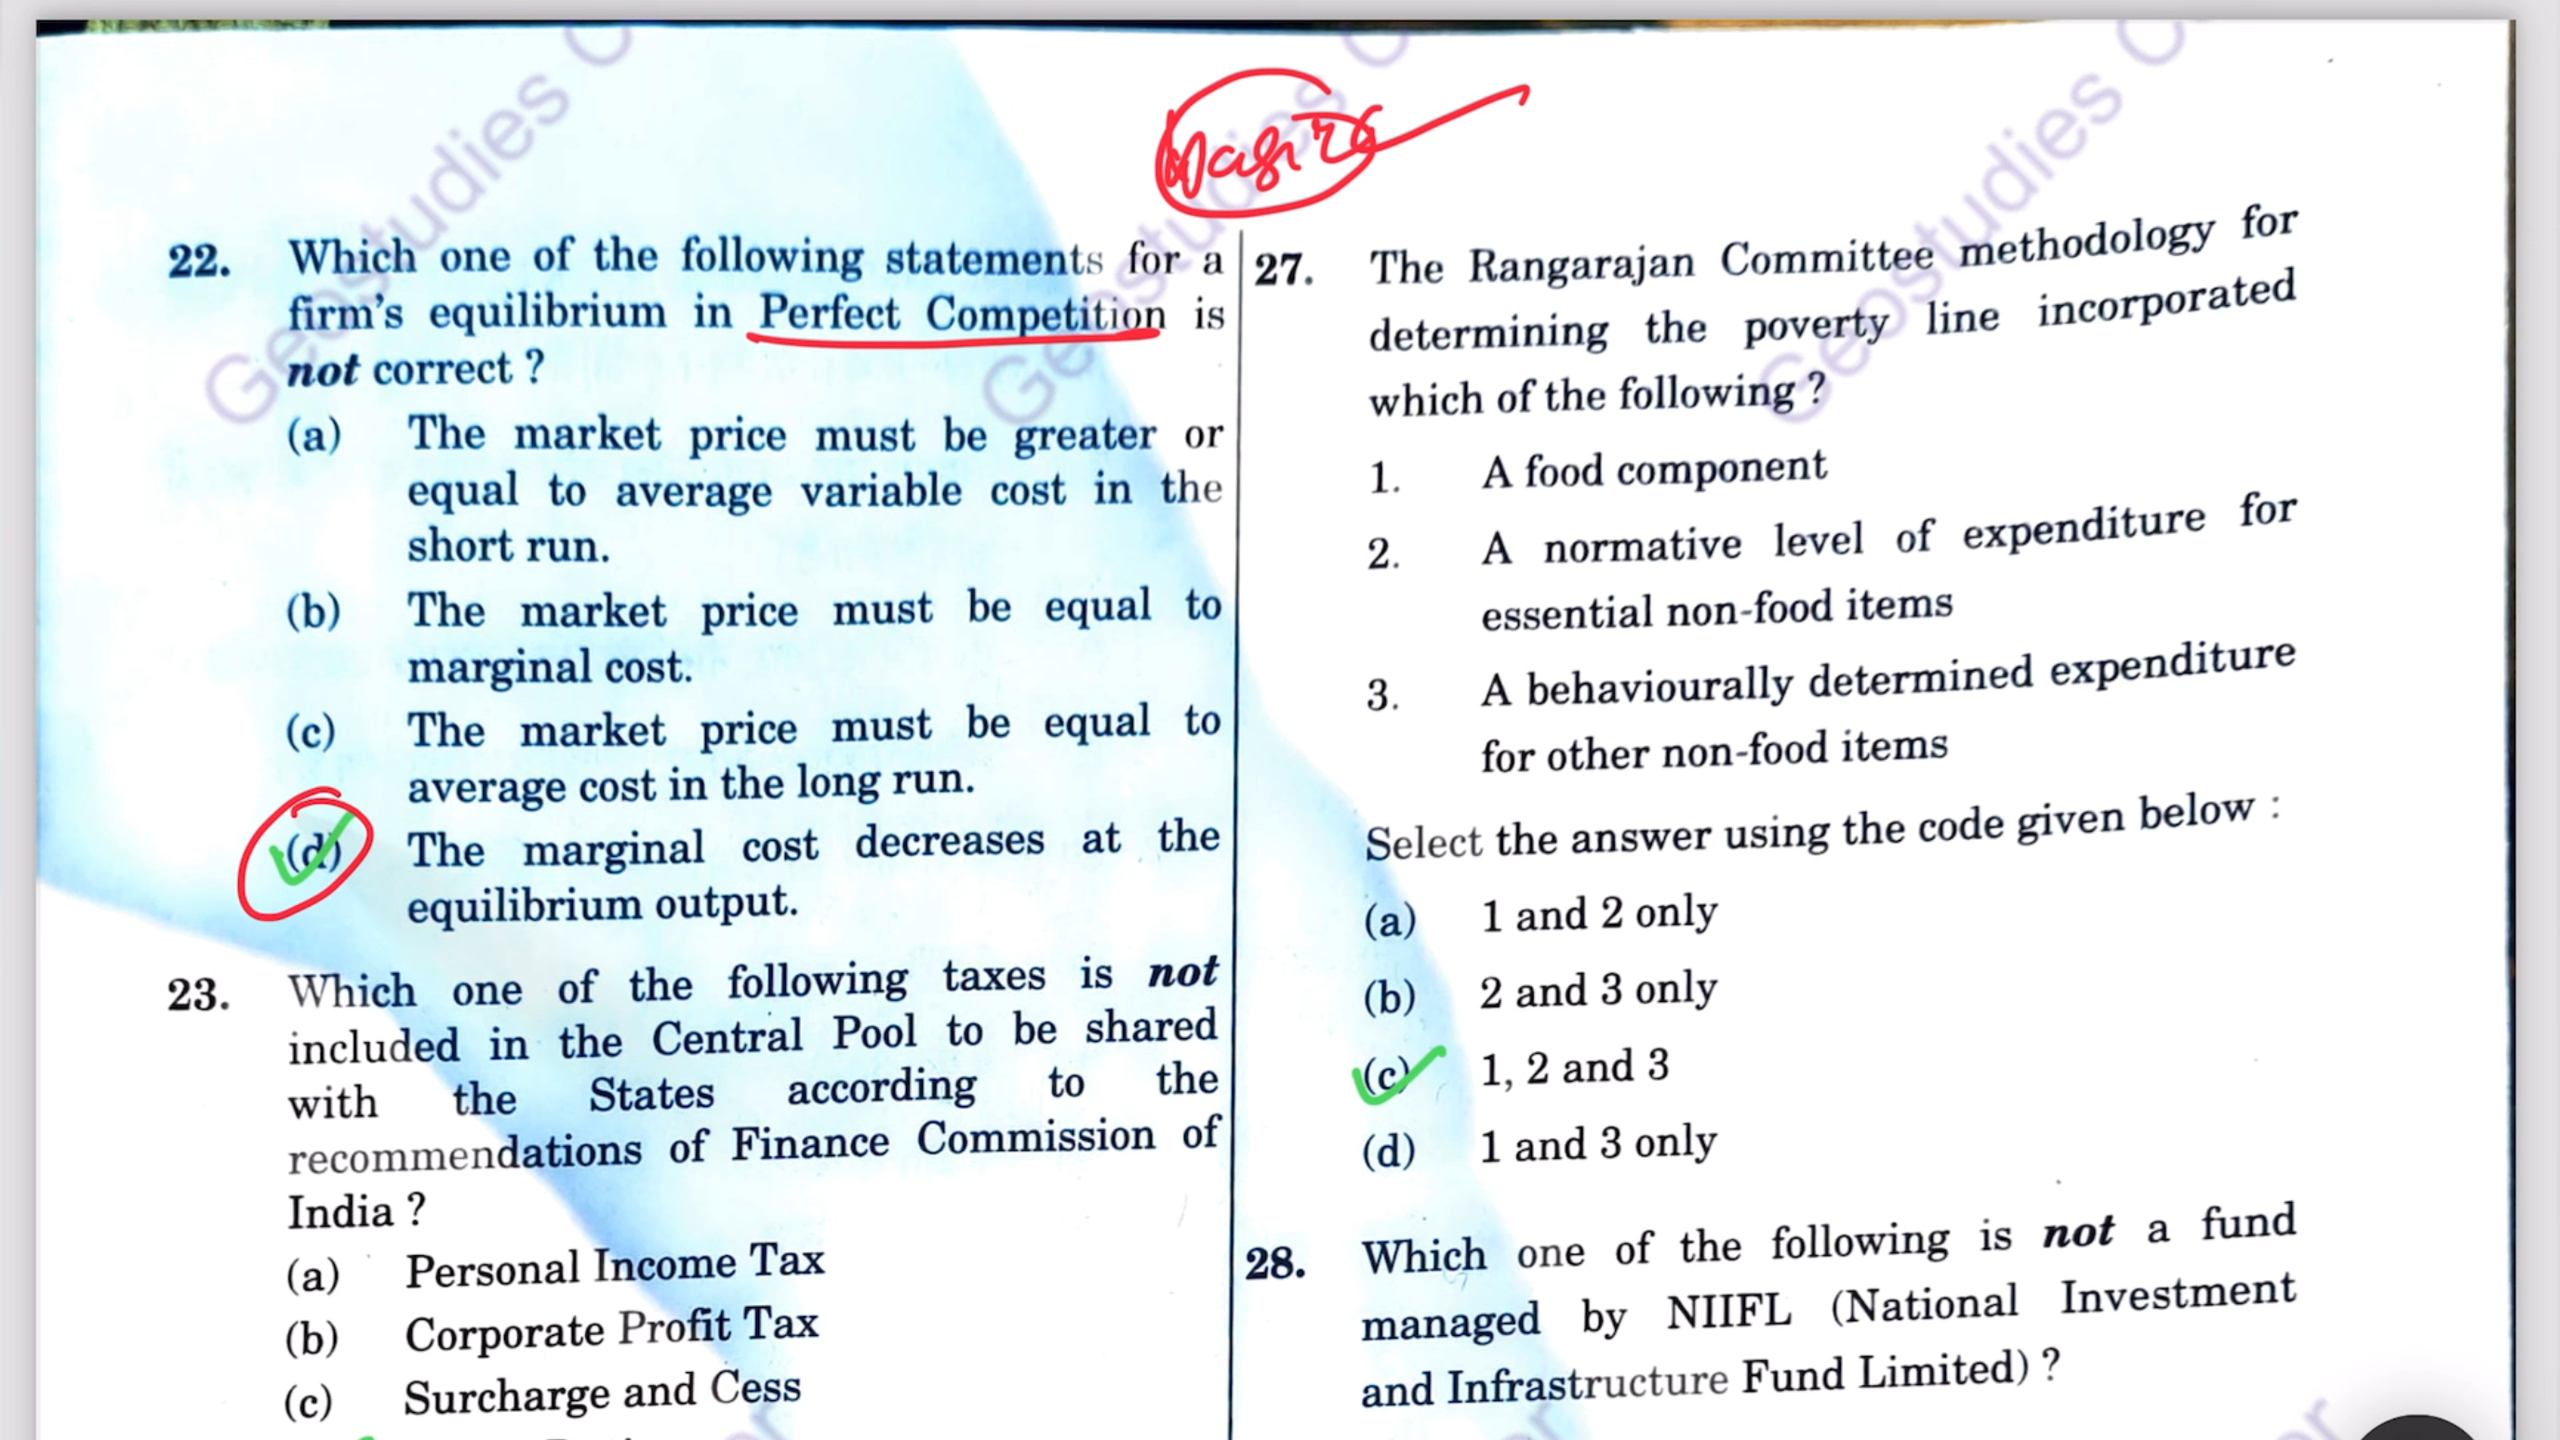 22. Which one of the following statements for a
firm's equilibrium in Perfect Competition is
not correct ?
(a) The market price must be greater or
equal to average variable cost in the
short run.
(b) The market price must be equal to
marginal cost.
(c) The market price must be equal to
average cost in the long run.
(d) The marginal cost decreases at the
equilibrium output.
23. Which one of the following taxes is not
included in the Central Pool to be shared
with the States according to the
recommendations of Finance Commission of
India ?
(a) Personal Income Tax
(b) Corporate Profit Tax
(c) Surcharge and Cess
27. The Rangarajan Committee methodology for
determining the poverty line incorporated
which of the following ?
1. A food component
2. A normative level of expenditure for
essential non-food items
3. A behaviourally determined expenditure
for other non-food items
Select the answer using the code given below :
(a) 1 and 2 only
(b) 2 and 3 only
(c) 1, 2 and 3
(d) 1 and 3 only
28. Which one of the following is not a fund
managed by NIIFL (National Investment
and Infrastructure Fund Limited) ?
Geostudies
Geostudies
Geostudies